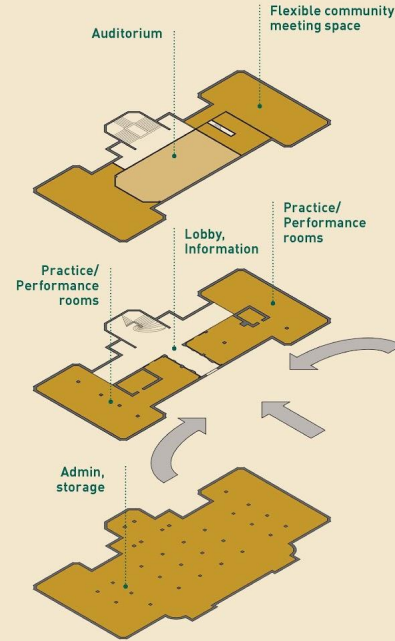 Auditorium
Flexible community
meeting space
Practice/
Performance
rooms
Lobby,
Information
Practice/
Performance
rooms
Admin,
storage